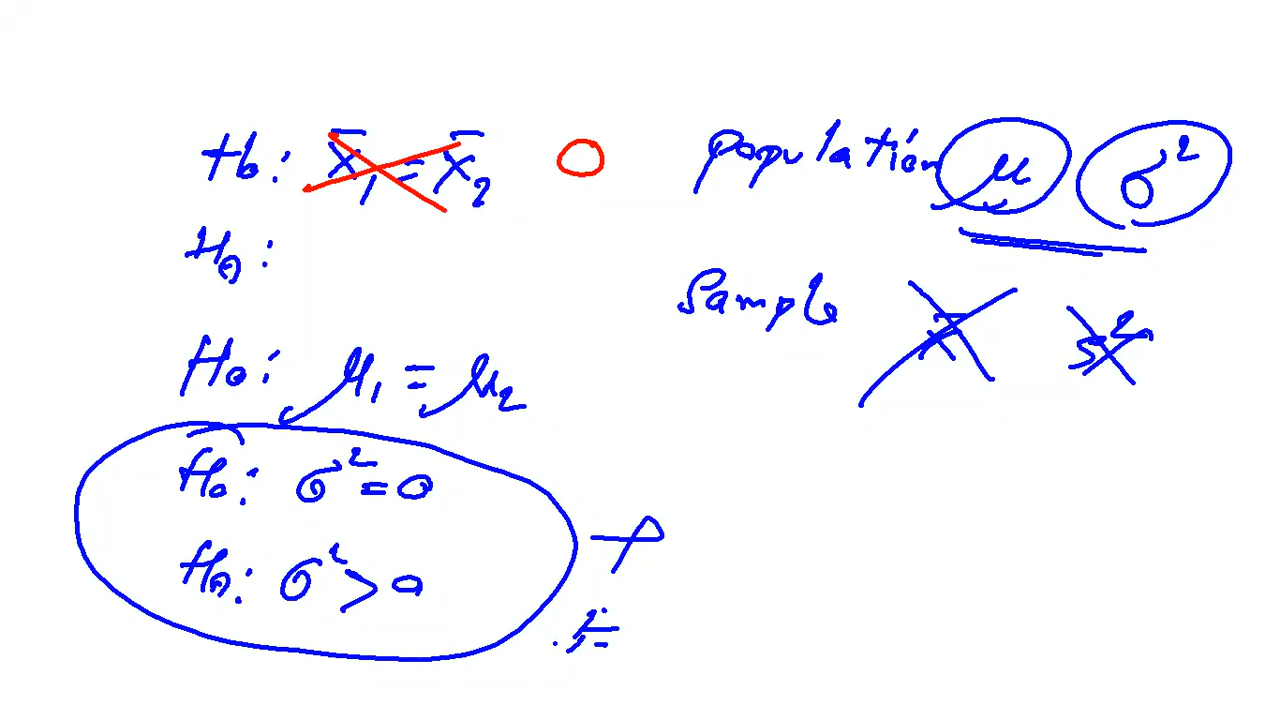 H₀: x̄₁ = x̄₂
Hₐ:
H₀: μ₁ = μ₂
H₀: σ² = 0
Hₐ: σ² > 0
population μ σ²
Sample x̄ s²